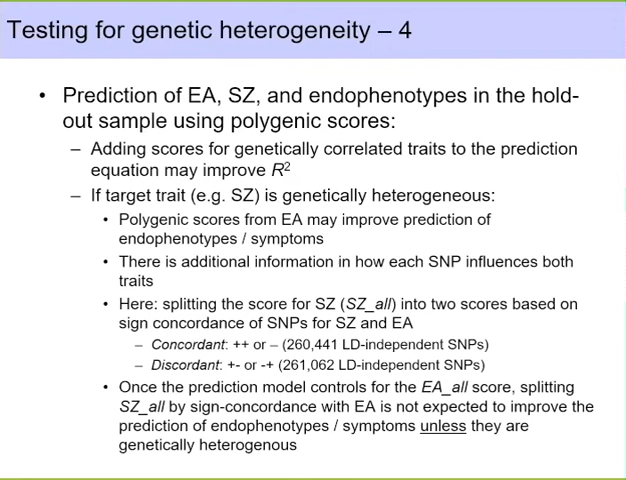 Testing for genetic heterogeneity – 4
• Prediction of EA, SZ, and endophenotypes in the hold-
out sample using polygenic scores:
– Adding scores for genetically correlated traits to the prediction
equation may improve R²
– If target trait (e.g. SZ) is genetically heterogeneous:
• Polygenic scores from EA may improve prediction of
endophenotypes / symptoms
• There is additional information in how each SNP influences both
traits
• Here: splitting the score for SZ (SZ_all) into two scores based on
sign concordance of SNPs for SZ and EA
– Concordant: ++ or – (260,441 LD-independent SNPs)
– Discordant: +- or -+ (261,062 LD-independent SNPs)
• Once the prediction model controls for the EA_all score, splitting
SZ_all by sign-concordance with EA is not expected to improve the
prediction of endophenotypes / symptoms unless they are
genetically heterogenous